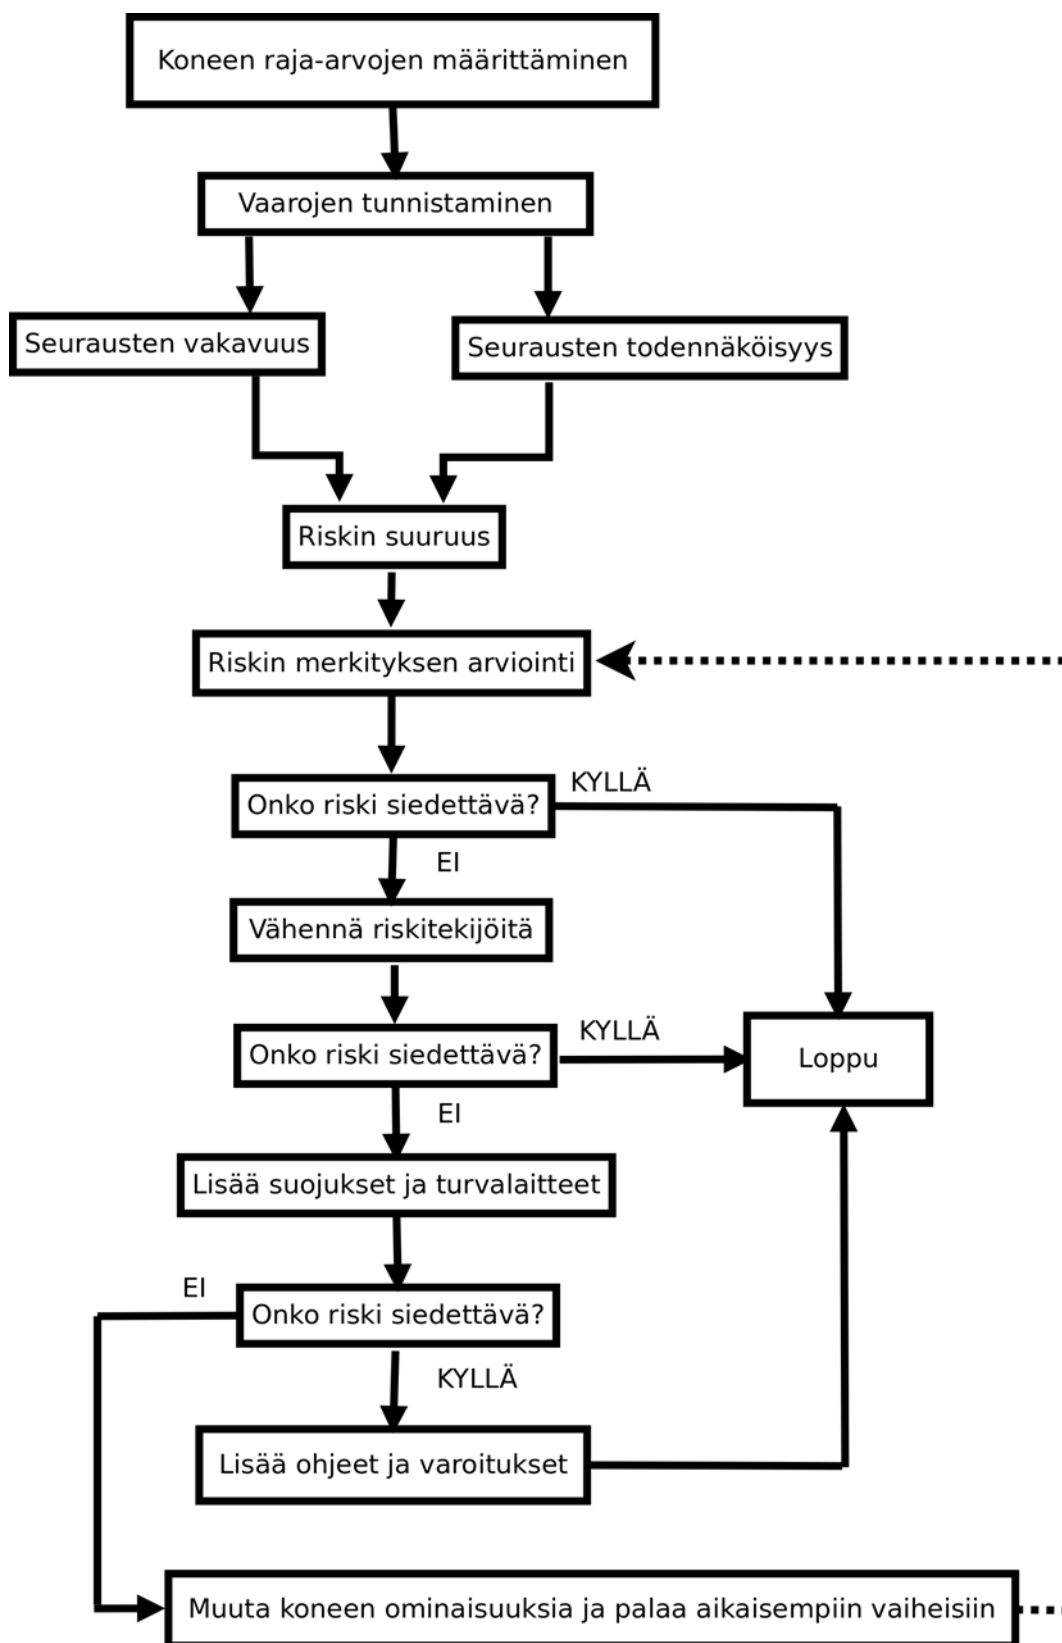 Koneen raja-arvojen määrittäminen
Vaarojen tunnistaminen
Seurausten vakavuus
Seurausten todennäköisyys
Riskin suuruus
Riskin merkityksen arviointi
Onko riski siedettävä?
KYLLÄ
EI
Vähennä riskitekijöitä
Onko riski siedettävä?
KYLLÄ
Loppu
EI
Lisää suojukset ja turvalaitteet
EI
Onko riski siedettävä?
KYLLÄ
Lisää ohjeet ja varoitukset
Muuta koneen ominaisuuksia ja palaa aikaisempiin vaiheisiin